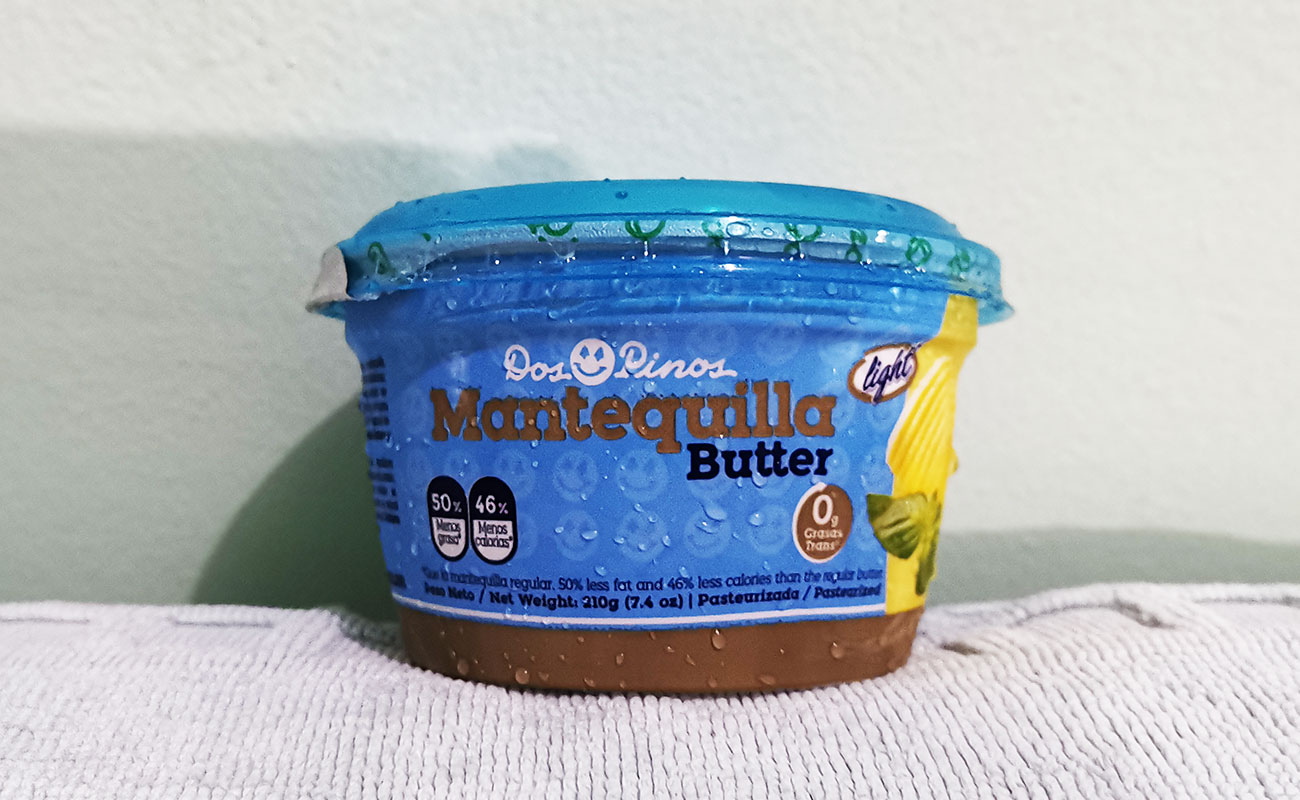 Dos Pinos
light
Mantequilla
Butter
50%
Menos
grasa*
46%
Menos
calorías*
0g
Grasas
Trans*
*Que la mantequilla regular. 50% less fat and 46% less calories than the regular butter.
Peso Neto / Net Weight: 210g (7.4 oz) | Pasteurizada / Pasteurized